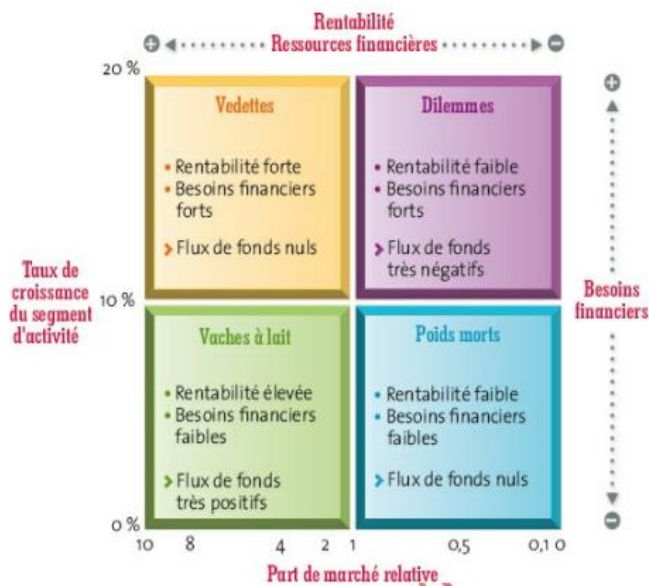 Rentabilité
Ressources financières
20 %
Vedettes
• Rentabilité forte
• Besoins financiers
forts
> Flux de fonds nuls
Dilemmes
• Rentabilité faible
• Besoins financiers
forts
> Flux de fonds
très négatifs
Taux de
croissance
du segment
d'activité
10 %
Besoins
financiers
Vaches à lait
• Rentabilité élevée
• Besoins financiers
faibles
> Flux de fonds
très positifs
Poids morts
• Rentabilité faible
• Besoins financiers
faibles
> Flux de fonds nuls
0 %
10 8 4 2 1 0,5 0,1 0
Part de marché relative